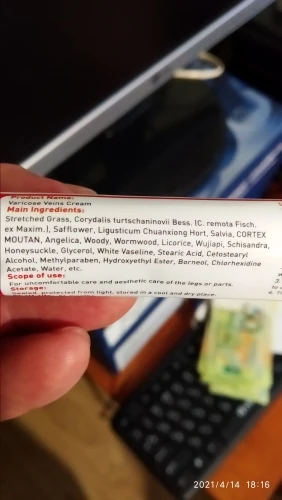 Product Name:
Varicose Veins Cream
Main Ingredients:
Stretched Grass, Corydalis turtschaninovii Bess. (C. remota Fisch.
ex Maxim.), Safflower, Ligusticum Chuanxiong Hort, Salvia, CORTEX
MOUTAN, Angelica, Woody, Wormwood, Licorice, Wujiapi, Schisandra,
Honeysuckle, Glycerol, White Vaseline, Stearic Acid, Cetostearyl
Alcohol, Methylparaben, Hydroxyethyl Ester, Borneol, Chlorhexidine
Acetate, Water, etc.
Scope of use:
For uncomfortable care and aesthetic care of the legs or parts.
Storage:
Sealed, protected from light, stored in a cool and dry place.
2021/4/14 18:16